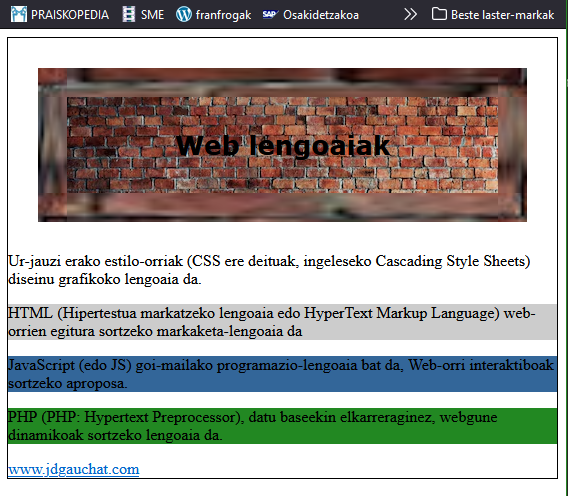 PRAISKOPEDIA SME franfrogak SAP Osakidetzakoa Beste laster-markak
Web lengoaiak
Ur-jauzi erako estilo-orriak (CSS ere deituak, ingeleseko Cascading Style Sheets)
diseinu grafikoko lengoaia da.
HTML (Hipertestua markatzeko lengoaia edo HyperText Markup Language) web-
orrien egitura sortzeko markaketa-lengoaia da
JavaScript (edo JS) goi-mailako programazio-lengoaia bat da, Web-orri interaktiboak
sortzeko aproposa.
PHP (PHP: Hypertext Preprocessor), datu baseekin elkarreraginez, webgune
dinamikoak sortzeko lengoaia da.
www.jdgauchat.com